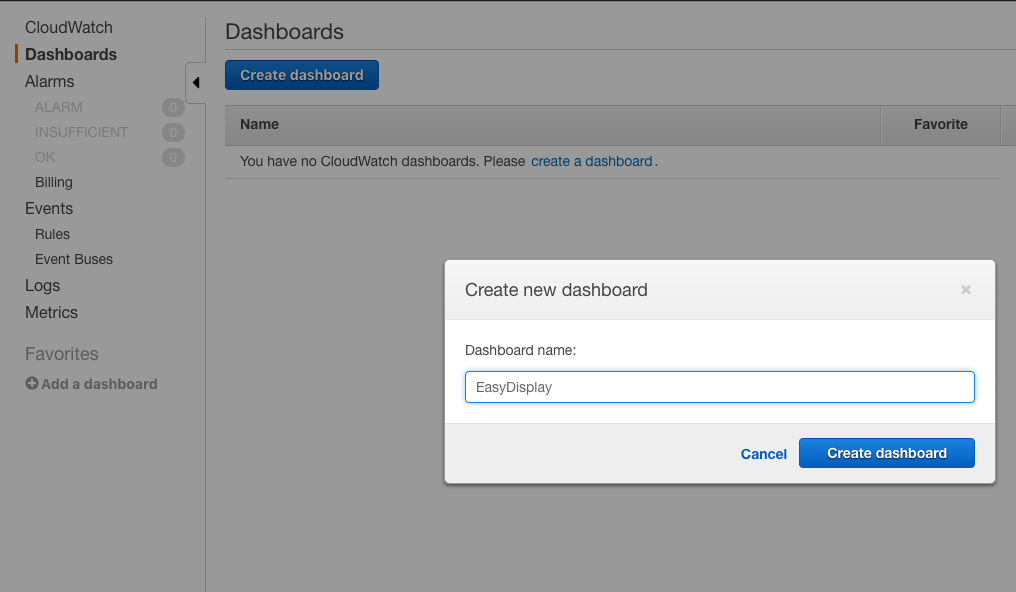 CloudWatch
Dashboards
Alarms
ALARM 0
INSUFFICIENT 0
OK 0
Billing
Events
Rules
Event Buses
Logs
Metrics
Favorites
Add a dashboard
Dashboards
Create dashboard
Name Favorite
You have no CloudWatch dashboards. Please create a dashboard.
Create new dashboard
Dashboard name:
EasyDisplay
Cancel Create dashboard